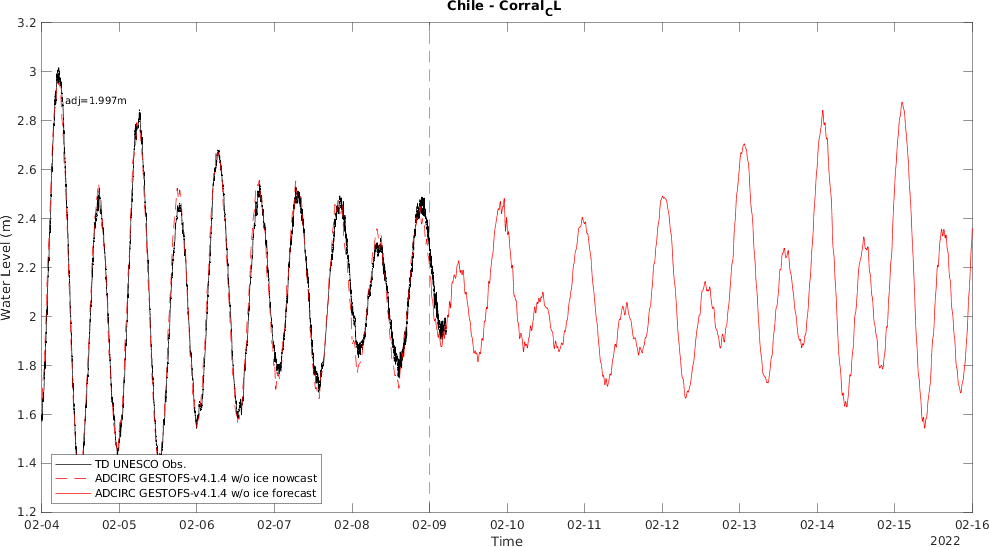 Chile - Corral_CL
3.2
3
2.8
2.6
2.4
2.2
2
1.8
1.6
1.4
1.2
Water Level (m)
adj=1.997m
TD UNESCO Obs.
ADCIRC GESTOFS-v4.1.4 w/o ice nowcast
ADCIRC GESTOFS-v4.1.4 w/o ice forecast
02-04 02-05 02-06 02-07 02-08 02-09 02-10 02-11 02-12 02-13 02-14 02-15 02-16
Time
2022